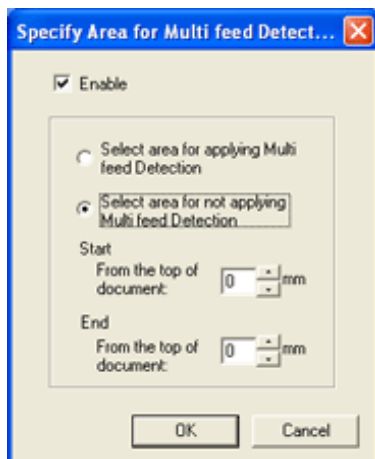 Specify Area for Multi feed Detect...
Enable
Select area for applying Multi
feed Detection
Select area for not applying
Multi feed Detection
Start
From the top of
document:
0
mm
End
From the top of
document:
0
mm
OK
Cancel